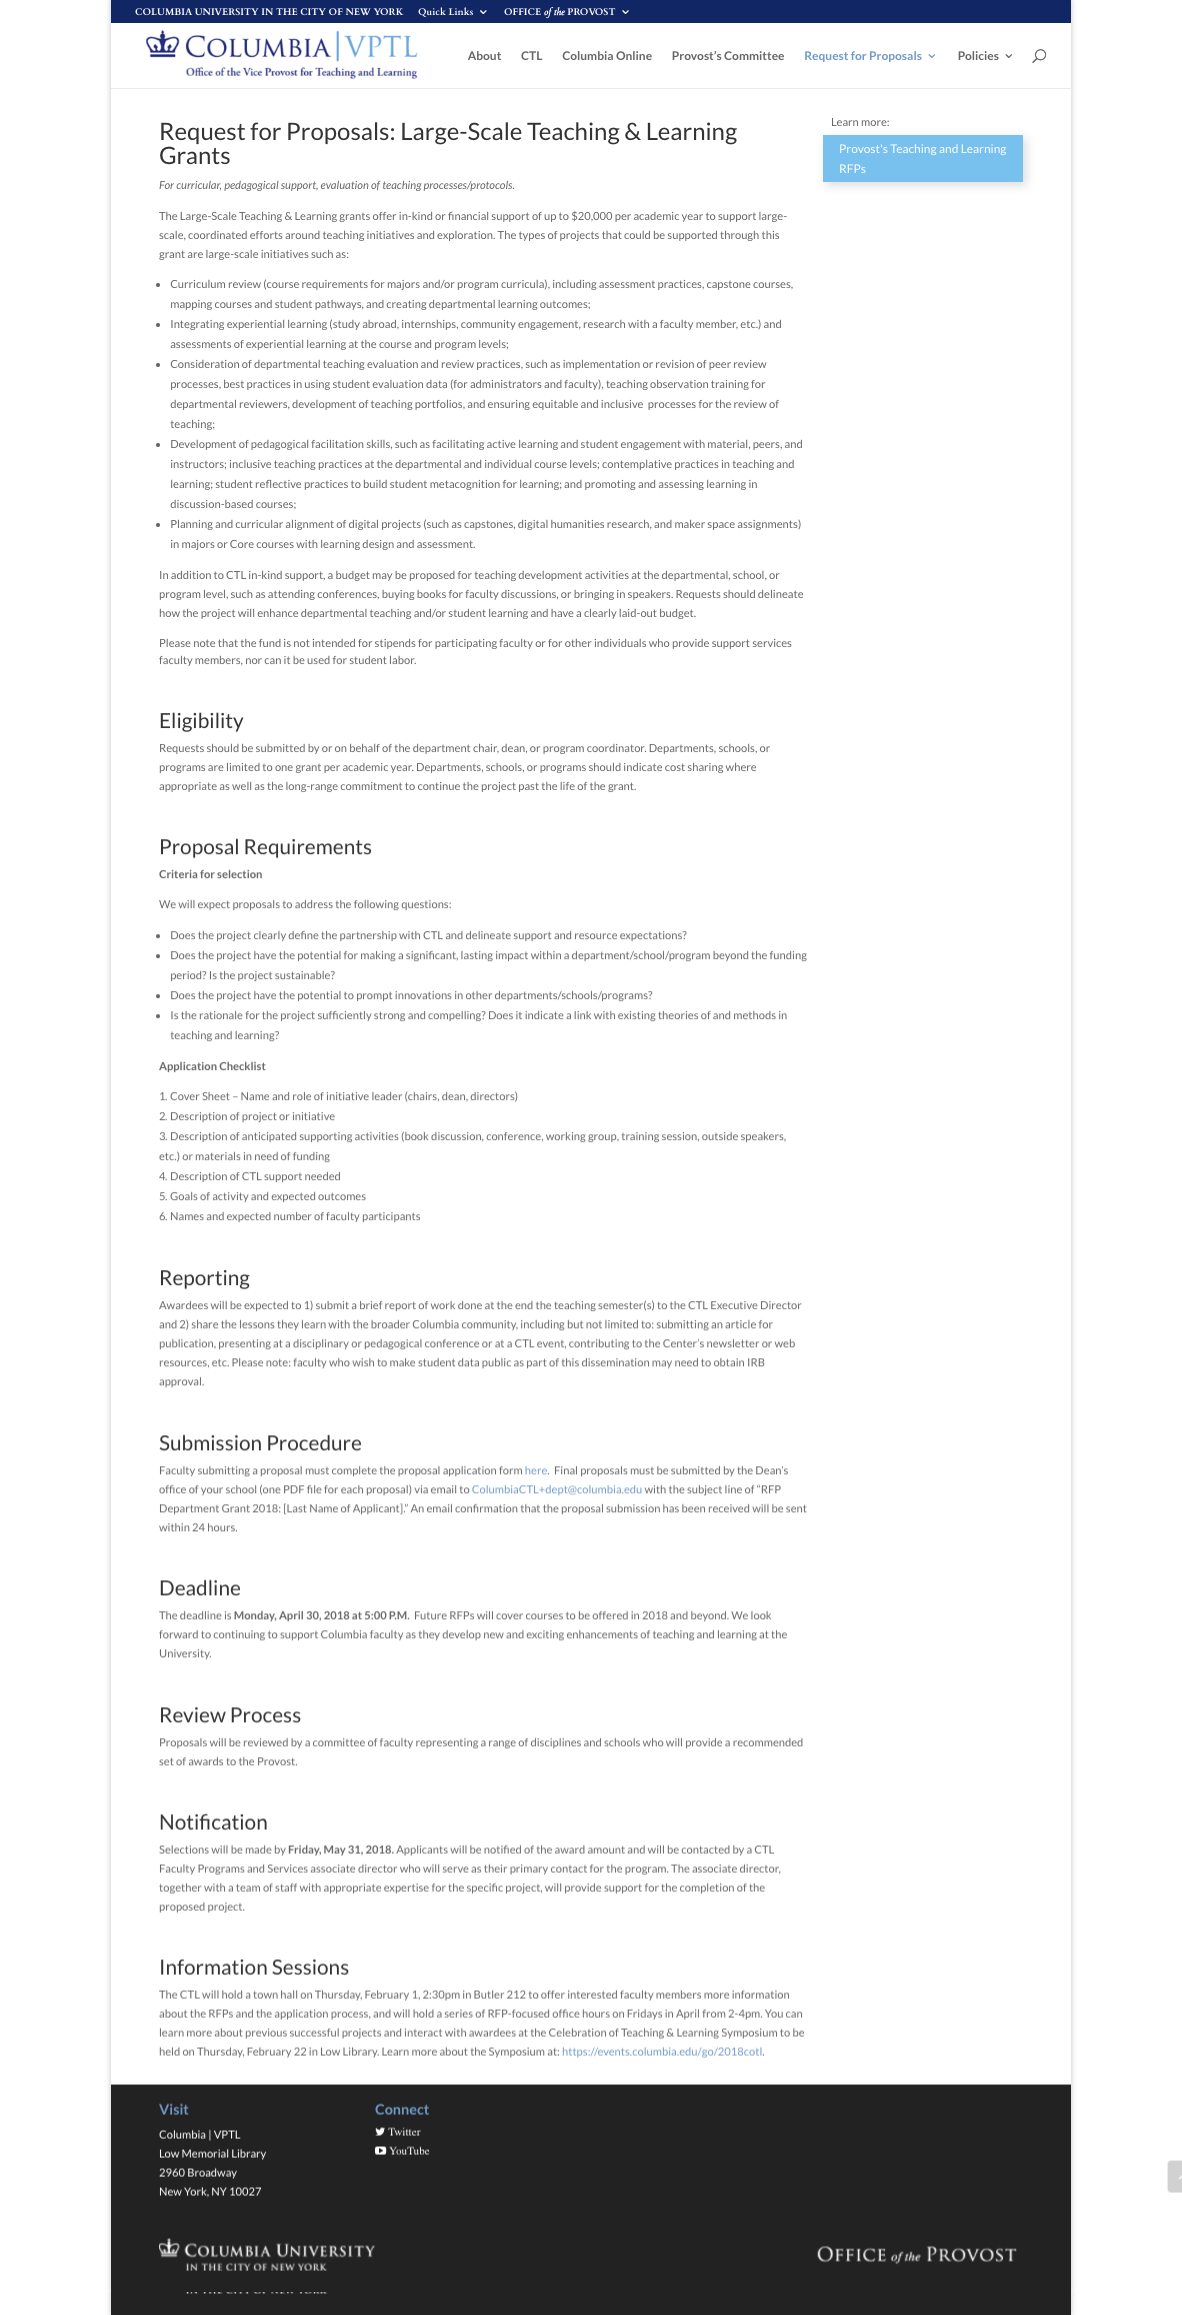 COLUMBIA UNIVERSITY IN THE CITY OF NEW YORK Quick Links OFFICE of the PROVOST
COLUMBIA | VPTL
Office of the Vice Provost for Teaching and Learning
About CTL Columbia Online Provost's Committee Request for Proposals Policies
Request for Proposals: Large-Scale Teaching & Learning
Grants
For curricular, pedagogical support, evaluation of teaching processes/protocols.
The Large-Scale Teaching & Learning grants offer in-kind or financial support of up to $20,000 per academic year to support large-
scale, coordinated efforts around teaching initiatives and exploration. The types of projects that could be supported through this
grant are large-scale initiatives such as:
• Curriculum review (course requirements for majors and/or program curricula), including assessment practices, capstone courses,
mapping courses and student pathways, and creating departmental learning outcomes;
• Integrating experiential learning (study abroad, internships, community engagement, research with a faculty member, etc.) and
assessments of experiential learning at the course and program levels;
• Consideration of departmental teaching evaluation and review practices, such as implementation or revision of peer review
processes, best practices in using student evaluation data (for administrators and faculty), teaching observation training for
departmental reviewers, development of teaching portfolios, and ensuring equitable and inclusive processes for the review of
teaching;
• Development of pedagogical facilitation skills, such as facilitating active learning and student engagement with material, peers, and
instructors; inclusive teaching practices at the departmental and individual course levels; contemplative practices in teaching and
learning; student reflective practices to build student metacognition for learning; and promoting and assessing learning in
discussion-based courses;
• Planning and curricular alignment of digital projects (such as capstones, digital humanities research, and maker space assignments)
in majors or Core courses with learning design and assessment.
In addition to CTL in-kind support, a budget may be proposed for teaching development activities at the departmental, school, or
program level, such as attending conferences, buying books for faculty discussions, or bringing in speakers. Requests should delineate
how the project will enhance departmental teaching and/or student learning and have a clearly laid-out budget.
Please note that the fund is not intended for stipends for participating faculty or for other individuals who provide support services
faculty members, nor can it be used for student labor.
Eligibility
Requests should be submitted by or on behalf of the department chair, dean, or program coordinator. Departments, schools, or
programs are limited to one grant per academic year. Departments, schools, or programs should indicate cost sharing where
appropriate as well as the long-range commitment to continue the project past the life of the grant.
Proposal Requirements
Criteria for selection
We will expect proposals to address the following questions:
• Does the project clearly define the partnership with CTL and delineate support and resource expectations?
• Does the project have the potential for making a significant, lasting impact within a department/school/program beyond the funding
period? Is the project sustainable?
• Does the project have the potential to prompt innovations in other departments/schools/programs?
• Is the rationale for the project sufficiently strong and compelling? Does it indicate a link with existing theories of and methods in
teaching and learning?
Application Checklist
1. Cover Sheet – Name and role of initiative leader (chairs, dean, directors)
2. Description of project or initiative
3. Description of anticipated supporting activities (book discussion, conference, working group, training session, outside speakers,
etc.) or materials in need of funding
4. Description of CTL support needed
5. Goals of activity and expected outcomes
6. Names and expected number of faculty participants
Reporting
Awardees will be expected to 1) submit a brief report of work done at the end the teaching semester(s) to the CTL Executive Director
and 2) share the lessons they learn with the broader Columbia community, including but not limited to: submitting an article for
publication, presenting at a disciplinary or pedagogical conference or at a CTL event, contributing to the Center's newsletter or web
resources, etc. Please note: faculty who wish to make student data public as part of this dissemination may need to obtain IRB
approval.
Submission Procedure
Faculty submitting a proposal must complete the proposal application form here. Final proposals must be submitted by the Dean's
office of your school (one PDF file for each proposal) via email to ColumbiaCTL+dept@columbia.edu with the subject line of "RFP
Department Grant 2018: [Last Name of Applicant]." An email confirmation that the proposal submission has been received will be sent
within 24 hours.
Deadline
The deadline is Monday, April 30, 2018 at 5:00 P.M. Future RFPs will cover courses to be offered in 2018 and beyond. We look
forward to continuing to support Columbia faculty as they develop new and exciting enhancements of teaching and learning at the
University.
Review Process
Proposals will be reviewed by a committee of faculty representing a range of disciplines and schools who will provide a recommended
set of awards to the Provost.
Notification
Selections will be made by Friday, May 31, 2018. Applicants will be notified of the award amount and will be contacted by a CTL
Faculty Programs and Services associate director who will serve as their primary contact for the program. The associate director,
together with a team of staff with appropriate expertise for the specific project, will provide support for the completion of the
proposed project.
Information Sessions
The CTL will hold a town hall on Thursday, February 1, 2:30pm in Butler 212 to offer interested faculty members more information
about the RFPs and the application process, and will hold a series of RFP-focused office hours on Fridays in April from 2-4pm. You can
learn more about previous successful projects and interact with awardees at the Celebration of Teaching & Learning Symposium to be
held on Thursday, February 22 in Low Library. Learn more about the Symposium at: https://events.columbia.edu/go/2018cotl.
Learn more:
Provost's Teaching and Learning
RFPs
Visit
Columbia | VPTL
Low Memorial Library
2960 Broadway
New York, NY 10027
Connect
Twitter
YouTube
COLUMBIA UNIVERSITY
IN THE CITY OF NEW YORK
OFFICE of the PROVOST